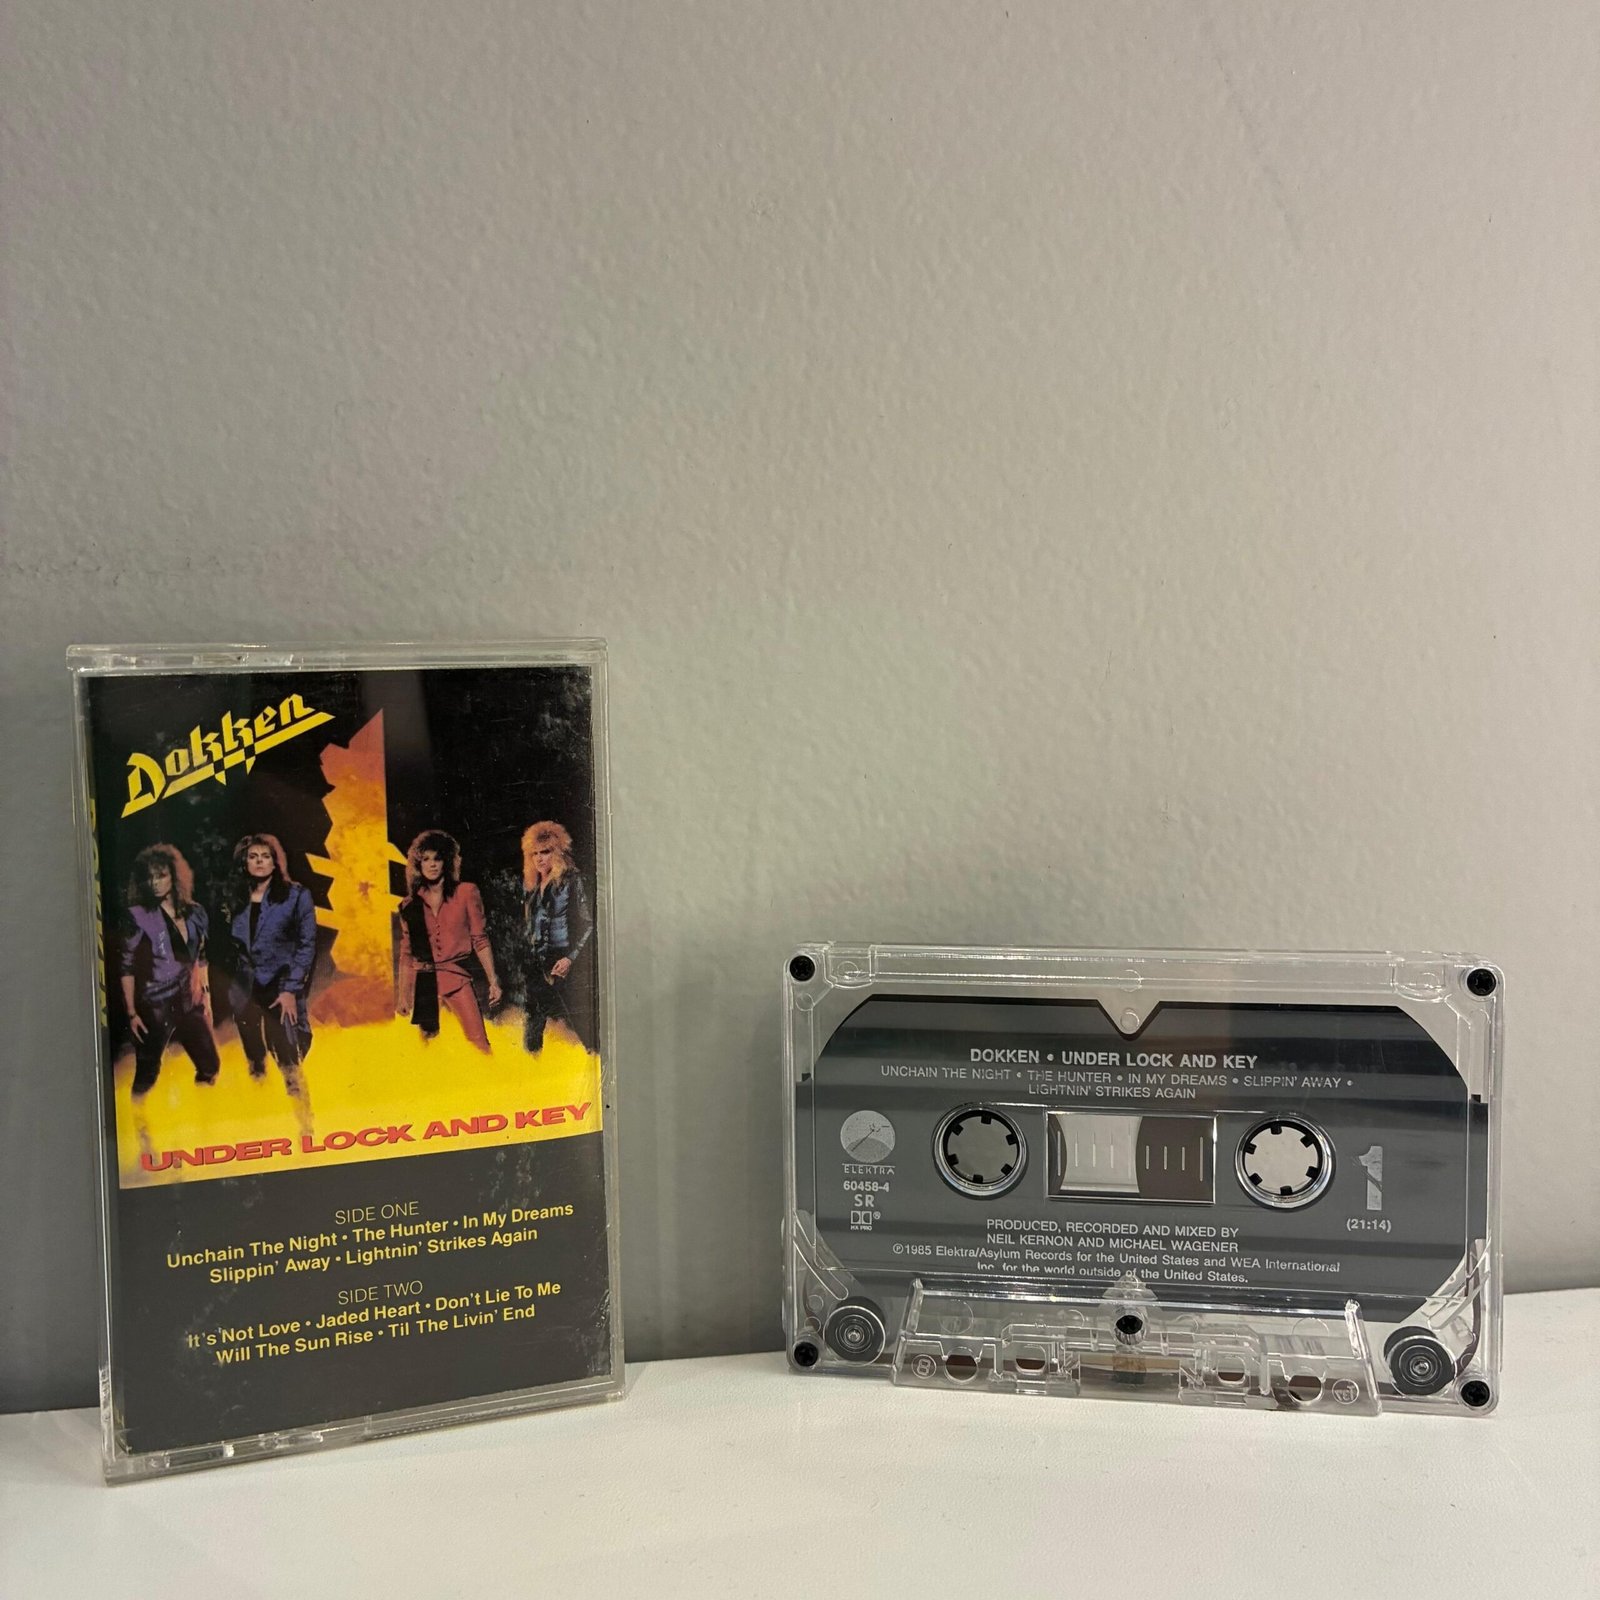 Dokken
DOKKEN
UNDER LOCK AND KEY
SIDE ONE
Unchain The Night • The Hunter • In My Dreams
Slippin' Away • Lightnin' Strikes Again
SIDE TWO
It's Not Love • Jaded Heart • Don't Lie To Me
Will The Sun Rise • Til The Livin' End
DOKKEN • UNDER LOCK AND KEY
UNCHAIN THE NIGHT • THE HUNTER • IN MY DREAMS • SLIPPIN' AWAY •
LIGHTNIN' STRIKES AGAIN
ELEKTRA
60458-4
SR
®
HX PRO
1
(21:14)
PRODUCED, RECORDED AND MIXED BY
NEIL KERNON AND MICHAEL WAGENER
℗1985 Elektra/Asylum Records for the United States and WEA International
Inc. for the world outside of the United States.
8